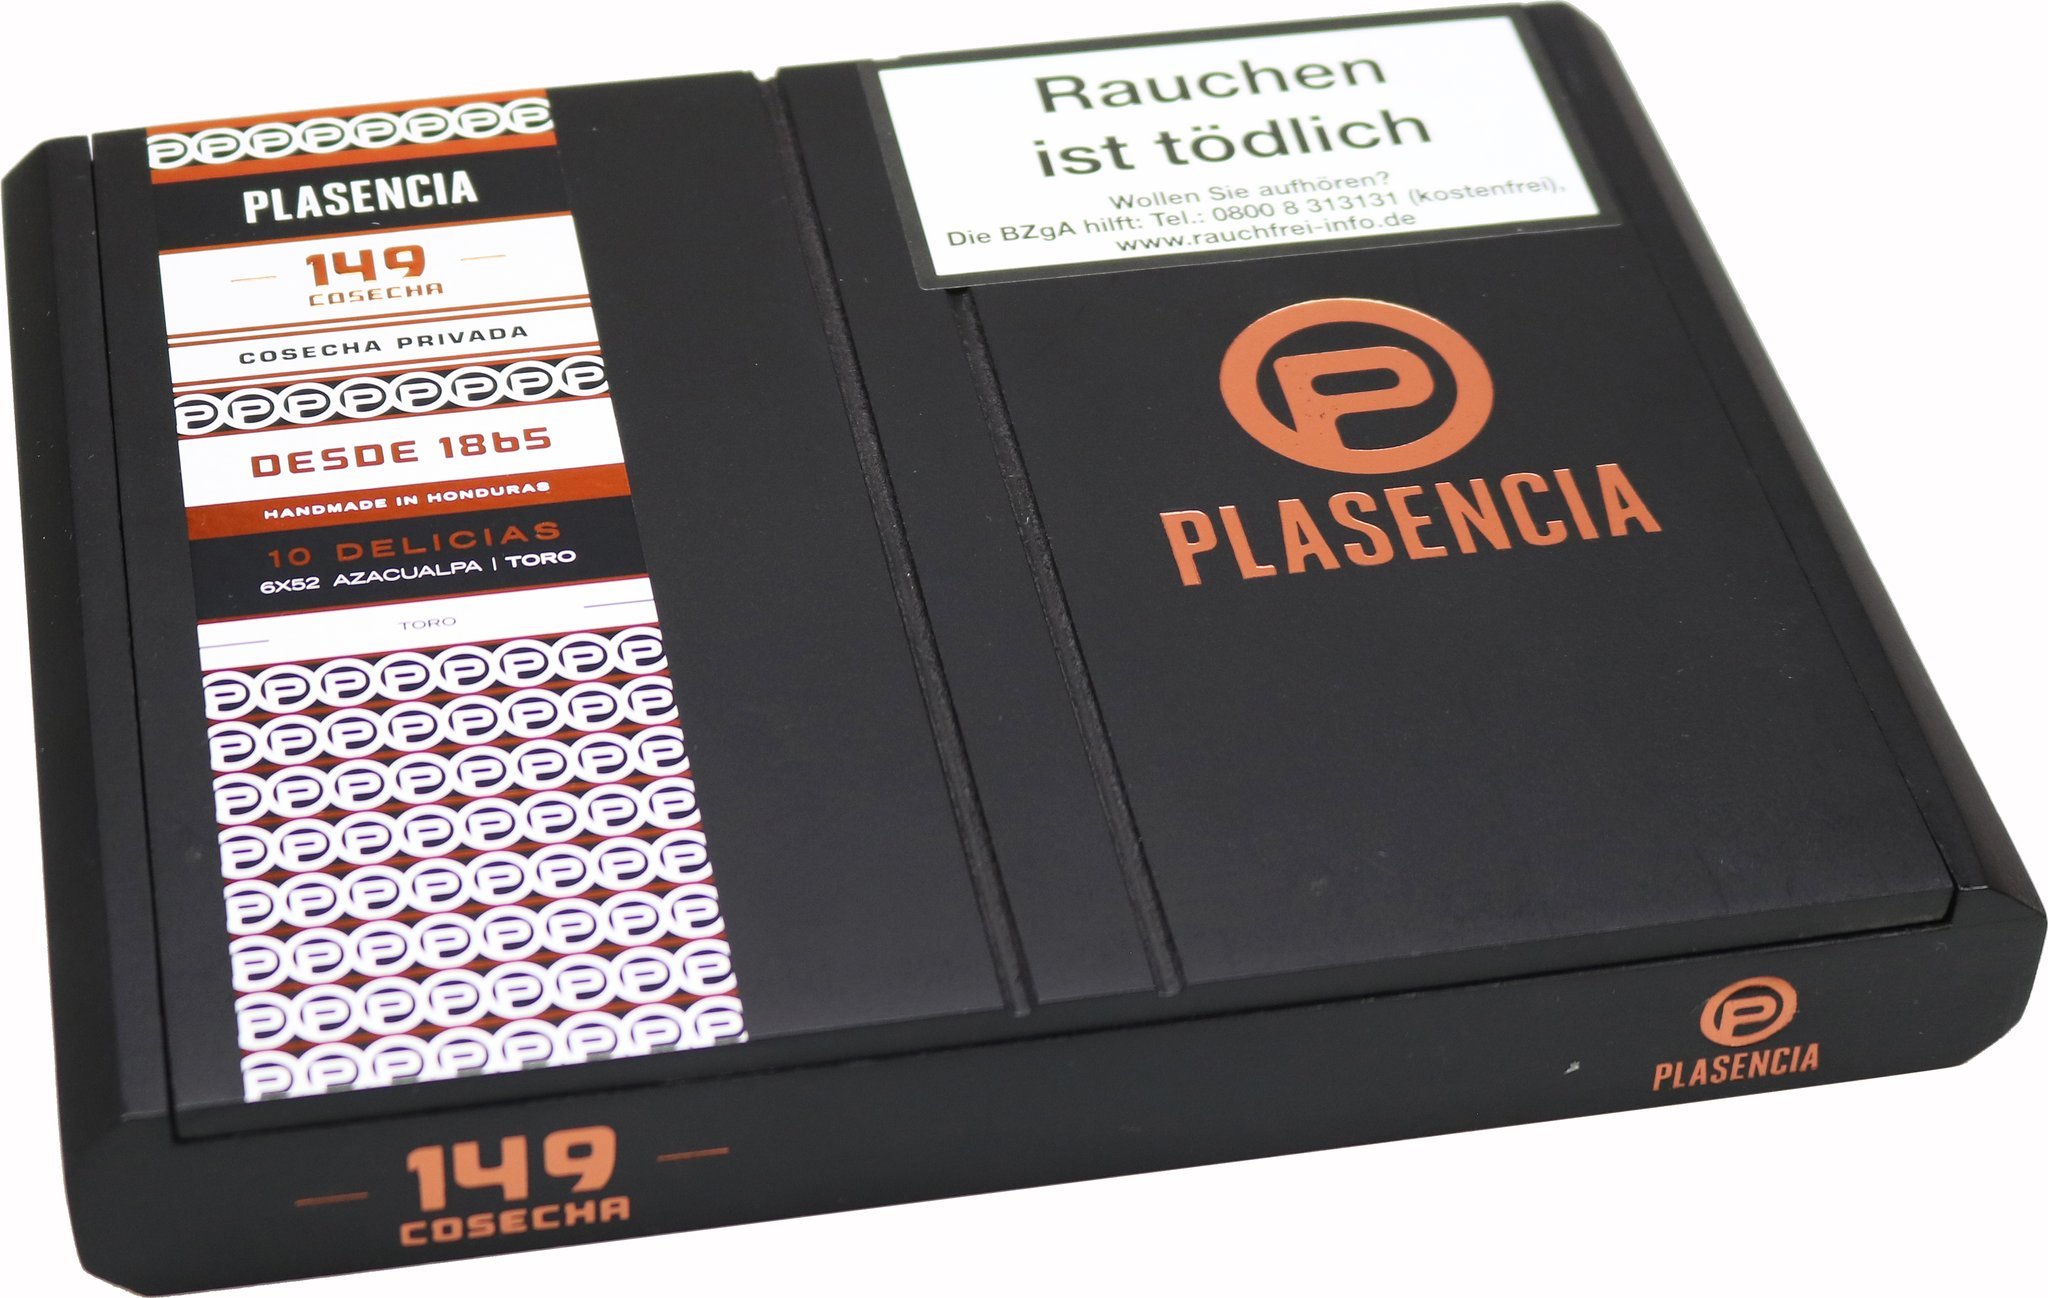 PLASENCIA
149
COSECHA
COSECHA PRIVADA
DESDE 1865
HANDMADE IN HONDURAS
10 DELICIAS
6X52 AZACUALPA | TORO
TORO
Rauchen
ist tödlich
Wollen Sie aufhören?
Die BZgA hilft: Tel.: 0800 8 313131 (kostenfrei),
www.rauchfrei-info.de
P
PLASENCIA
149
COSECHA
P
PLASENCIA